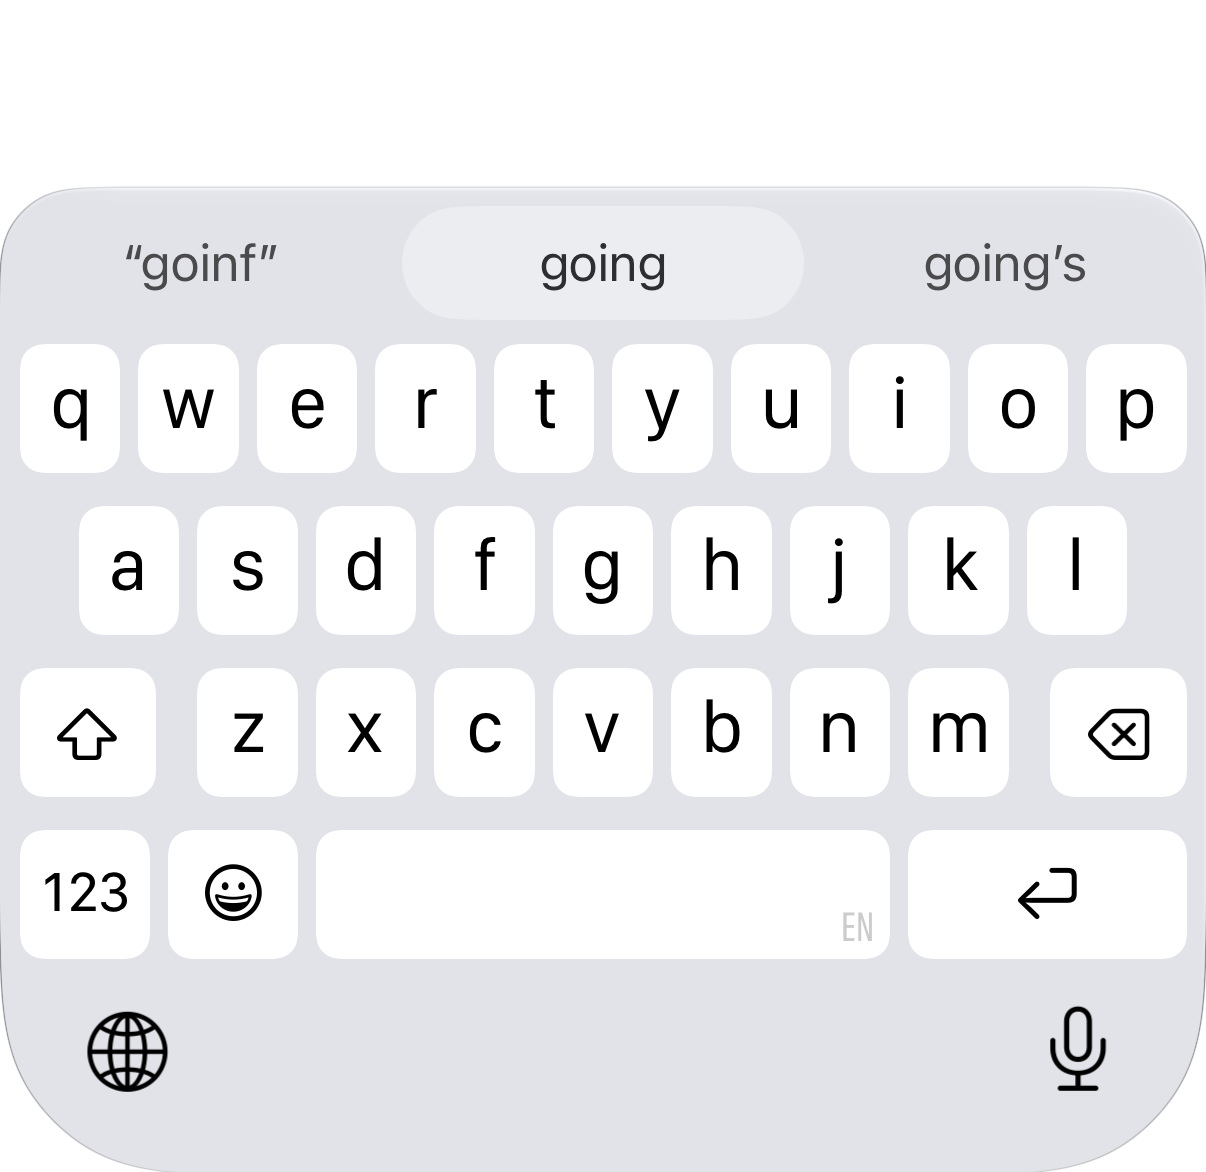 “goinf” going going’s
q w e r t y u i o p
a s d f g h j k l
z x c v b n m
123
EN